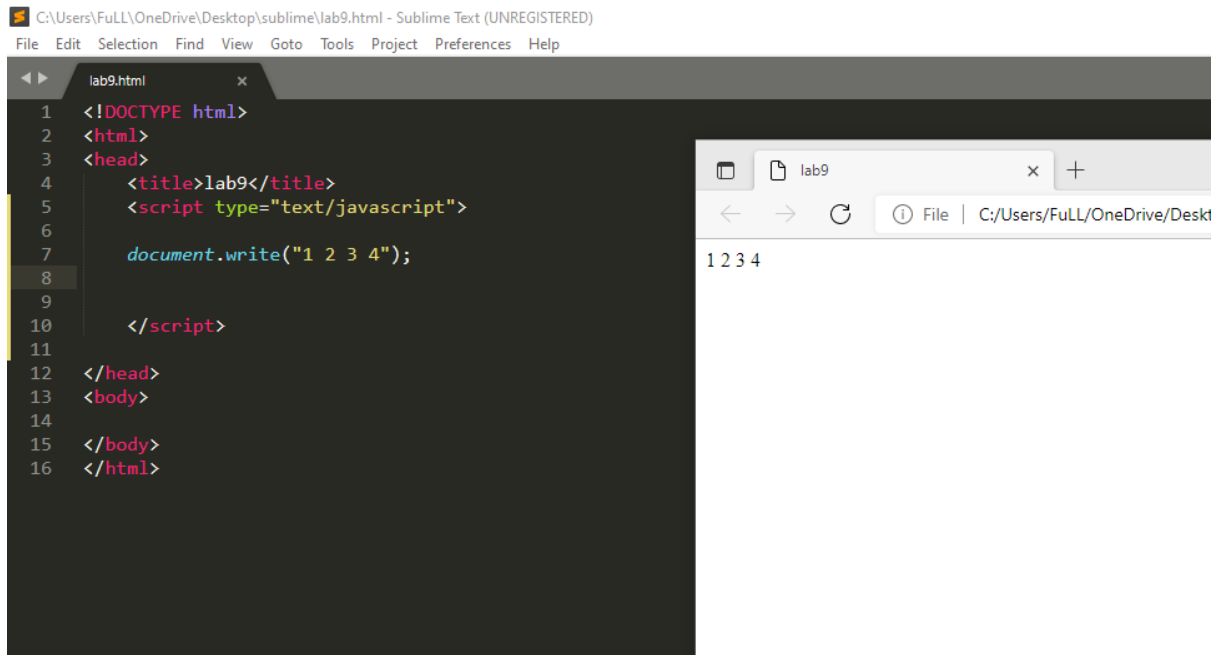 C:\Users\FuLL\OneDrive\Desktop\sublime\lab9.html - Sublime Text (UNREGISTERED)
File Edit Selection Find View Goto Tools Project Preferences Help
lab9.html
1 <!DOCTYPE html>
2 <html>
3 <head>
4 <title>lab9</title>
5 <script type="text/javascript">
6
7 document.write("1 2 3 4");
8
9
10 </script>
11
12 </head>
13 <body>
14
15 </body>
16 </html>
lab9
File C:/Users/FuLL/OneDrive/Deskt
1 2 3 4